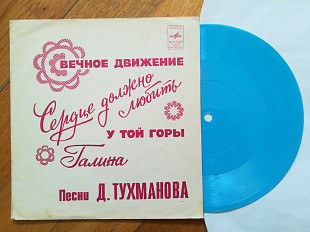 ВЕЧНОЕ ДВИЖЕНИЕ
Сердце должно
любить
У ТОЙ ГОРЫ
Галина
Песни Д. ТУХМАНОВА